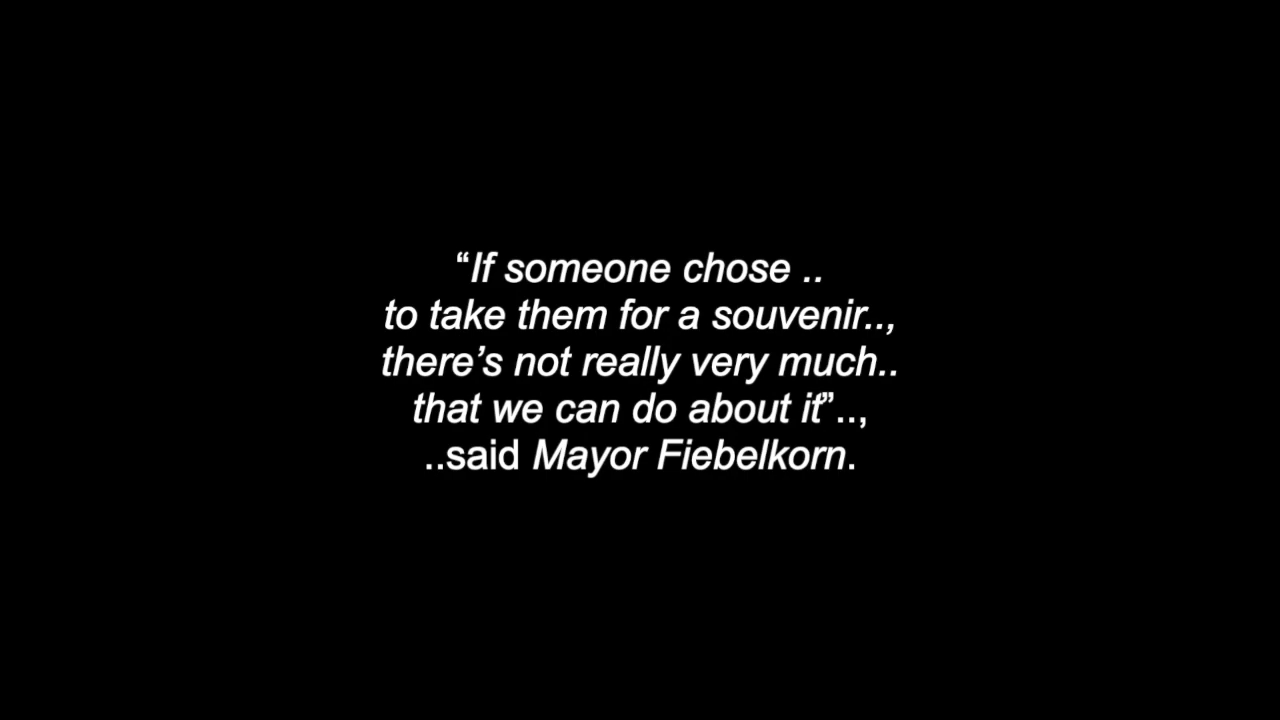 “If someone chose ..
to take them for a souvenir..,
there’s not really very much..
that we can do about it”..,
..said Mayor Fiebelkorn.